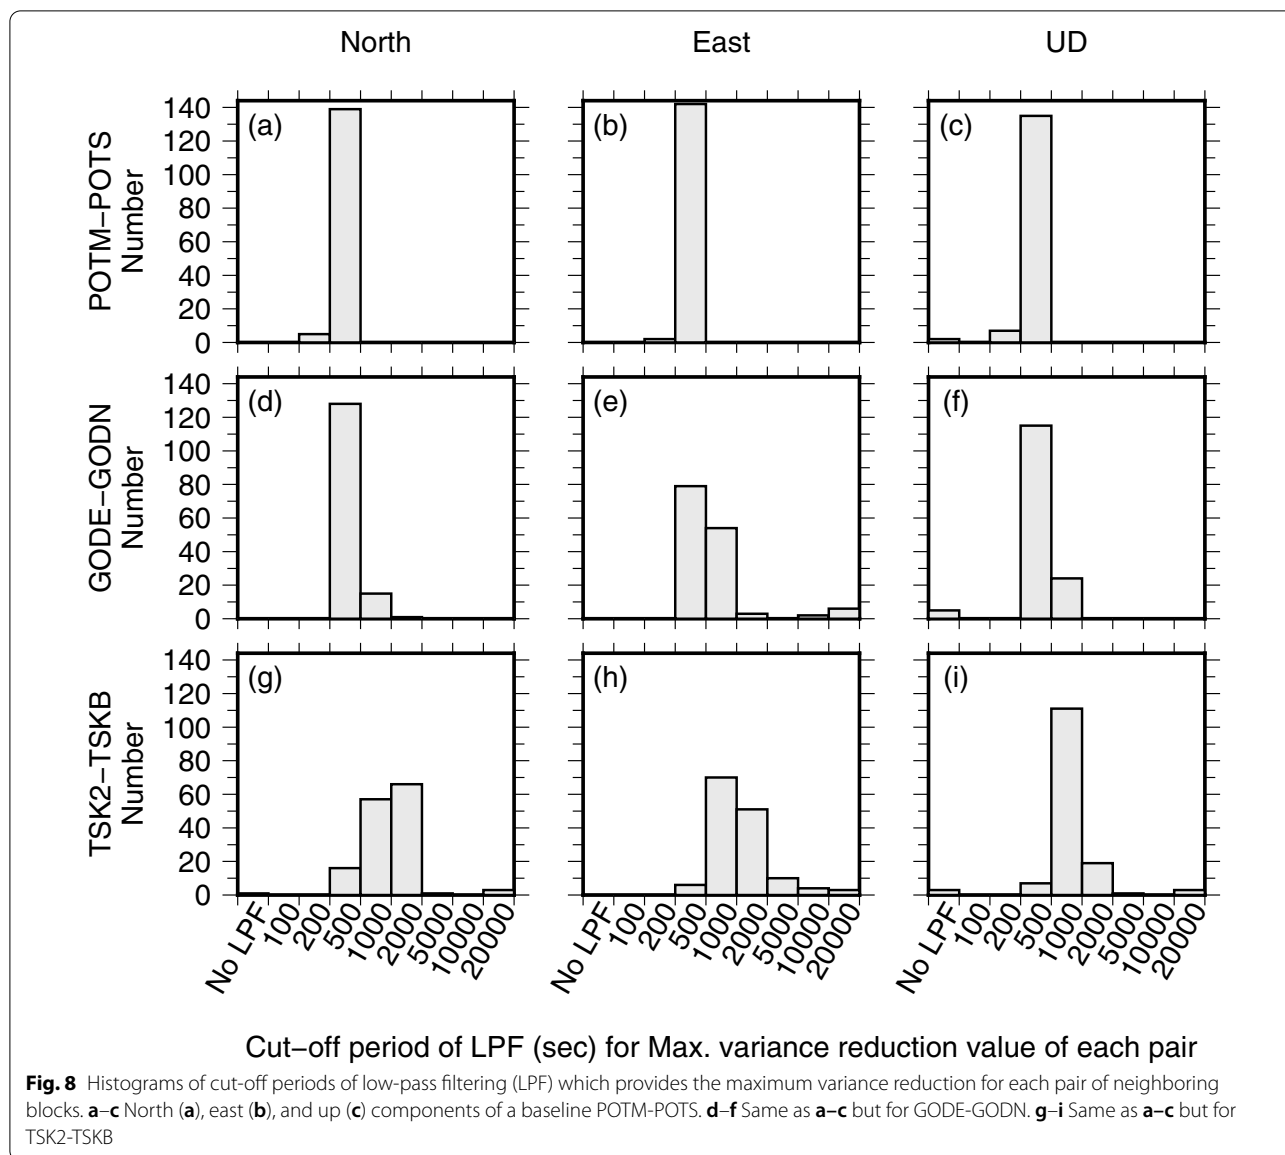 North East UD
POTM−POTS
Number
140
120
100
80
60
40
20
0
(a) (b) (c)
GODE−GODN
Number
140
120
100
80
60
40
20
0
(d) (e) (f)
TSK2−TSKB
Number
140
120
100
80
60
40
20
0
(g) (h) (i)
No LPF 100 200 500 1000 2000 5000 10000 20000
No LPF 100 200 500 1000 2000 5000 10000 20000
No LPF 100 200 500 1000 2000 5000 10000 20000
Cut−off period of LPF (sec) for Max. variance reduction value of each pair
Fig. 8 Histograms of cut-off periods of low-pass filtering (LPF) which provides the maximum variance reduction for each pair of neighboring
blocks. a–c North (a), east (b), and up (c) components of a baseline POTM-POTS. d–f Same as a–c but for GODE-GODN. g–i Same as a–c but for
TSK2-TSKB